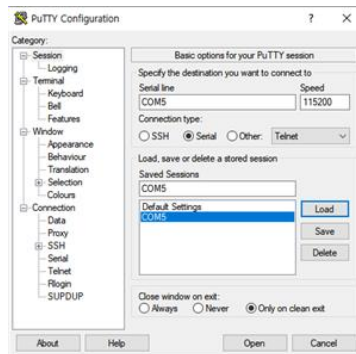 PuTTY Configuration ? ×
Category:
Session
Logging
Terminal
Keyboard
Bell
Features
Window
Appearance
Behaviour
Translation
Selection
Colours
Connection
Data
Proxy
SSH
Serial
Telnet
Rlogin
SUPDUP
Basic options for your PuTTY session
Specify the destination you want to connect to
Serial line Speed
COM5 115200
Connection type:
SSH Serial Other: Telnet
Load, save or delete a stored session
Saved Sessions
COM5
Default Settings
COM5
Load
Save
Delete
Close window on exit:
Always Never Only on clean exit
About Help Open Cancel